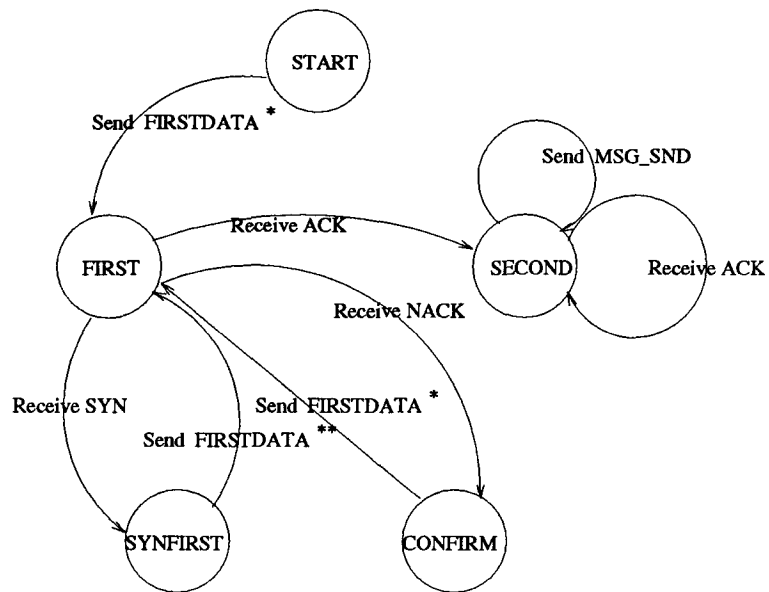 START
Send FIRSTDATA *
Send MSG_SND
Receive ACK
FIRST
SECOND
Receive ACK
Receive NACK
Receive SYN
Send FIRSTDATA *
Send FIRSTDATA **
SYNFIRST
CONFIRM